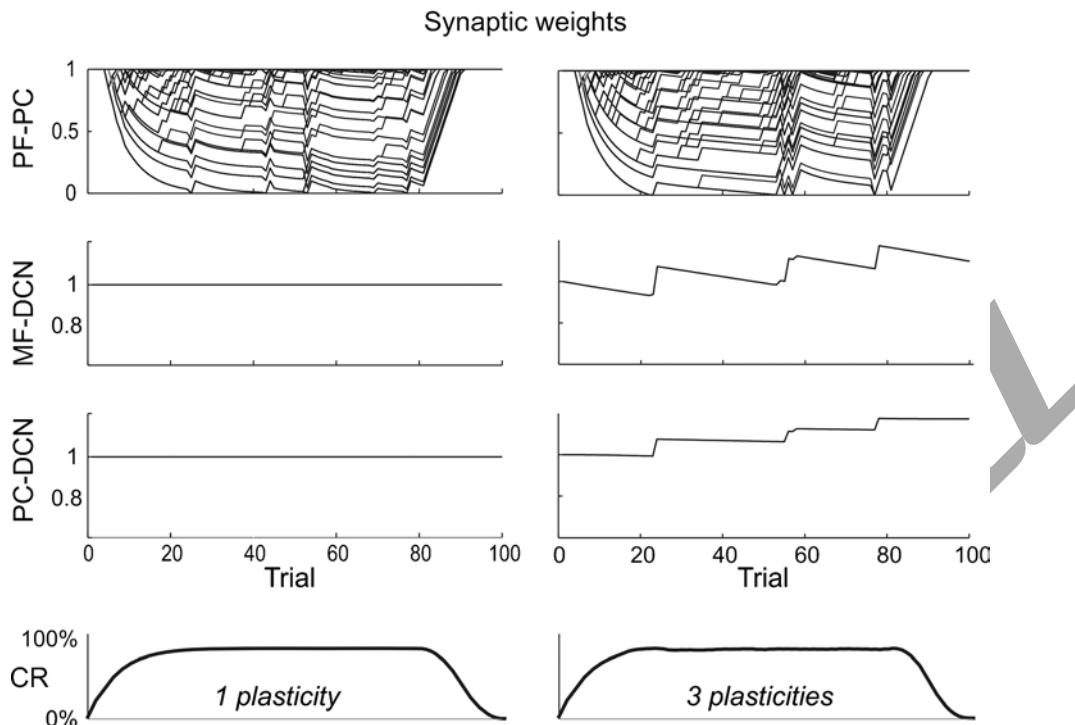 Synaptic weights
PF-PC
1
0.5
0
MF-DCN
1
0.8
PC-DCN
1
0.8
0 20 40 60 80 100
0 20 40 60 80 100
Trial
Trial
CR
100%
0%
1 plasticity
3 plasticities